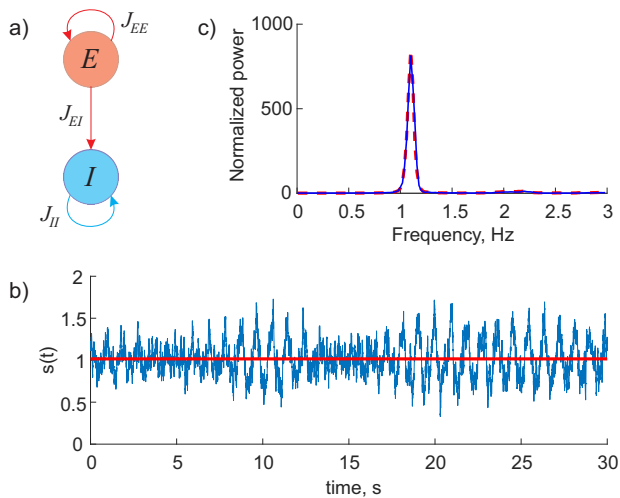 a)
J_EE
E
J_EI
I
J_II
c)
Normalized power
1000
500
0
0 0.5 1 1.5 2 2.5 3
Frequency, Hz
b)
s(t)
2
1.5
1
0.5
0
0 5 10 15 20 25 30
time, s